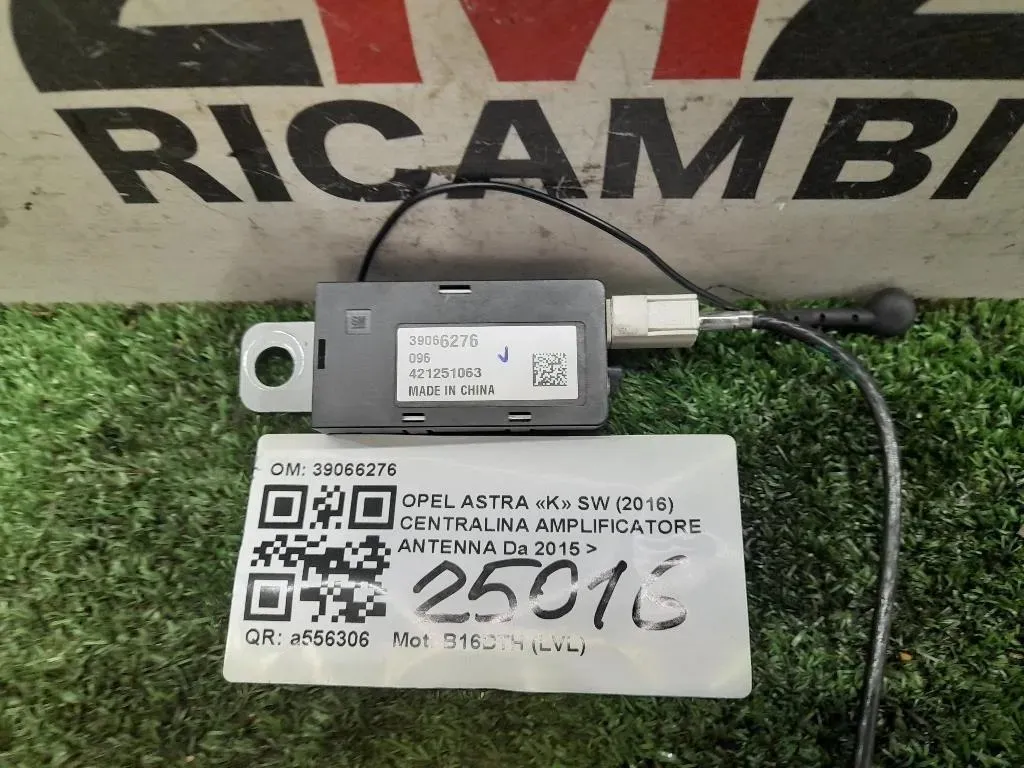 RICAMBI
GM
39066276
096
421251063
MADE IN CHINA
OM: 39066276
OPEL ASTRA «K» SW (2016)
CENTRALINA AMPLIFICATORE
ANTENNA Da 2015 >
25016
QR: a556306 Mot. B16DTH (LVL)